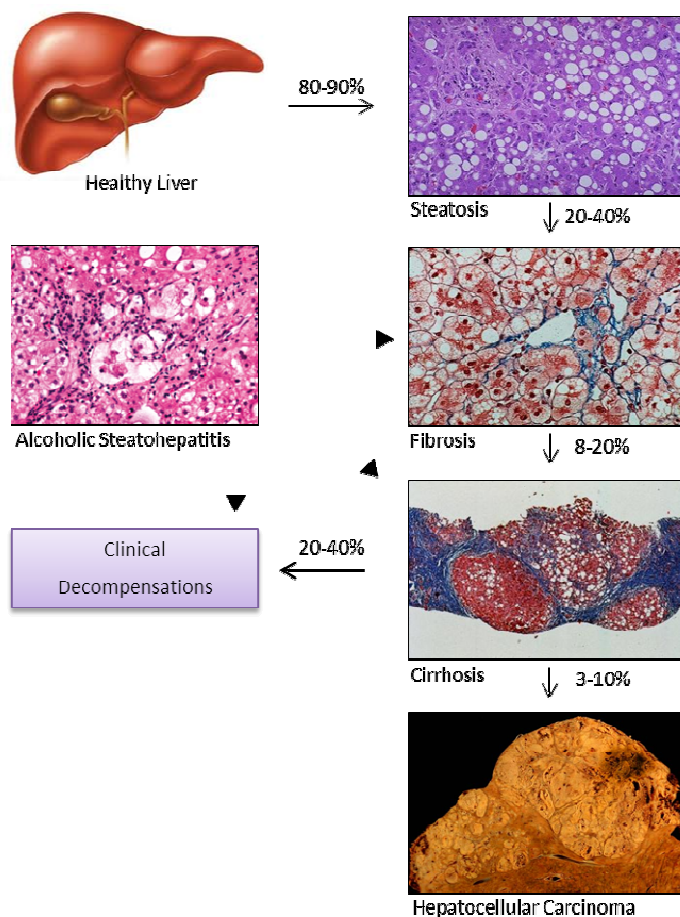 80-90%
Healthy Liver
Steatosis
20-40%
Alcoholic Steatohepatitis
Fibrosis
8-20%
Clinical
Decompensations
20-40%
Cirrhosis
3-10%
Hepatocellular Carcinoma